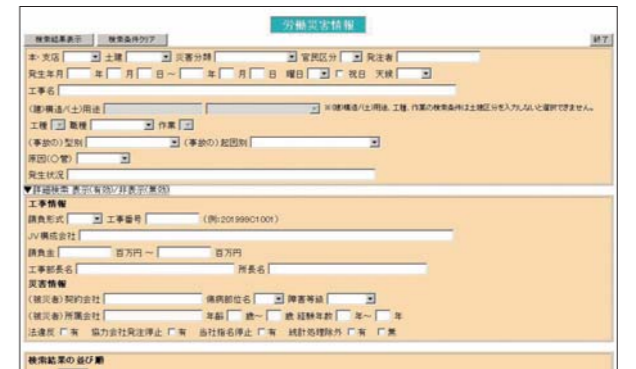 労働災害情報
検索結果表示 検索条件クリア 終了
本・支店 土建 災害分類 官民区分 発注者
発生年月 年 月 日～ 年 月 日 曜日 祝日 天候
工事名
(建)構造/(土)用途 ※(建)構造/(土)用途、工種、作業の検索条件は土建区分を入力しないと選択できません。
工種 職種 作業
(事故の)型別 (事故の)起因別
原因(〇管)
発生状況
▼詳細検索 表示(有効)/非表示(無効)
工事情報
請負形式 工事番号 (例:201999C1001)
JV構成会社
請負金 百万円～ 百万円
工事部長名 所長名
災害情報
(被災者)契約会社 傷病部位名 障害等級
(被災者)所属会社 年齢 歳～ 歳 経験年数 年～ 年
法違反 有 協力会社発注停止 有 当社指名停止 有 統計処理除外 有 無
検索結果の並び順